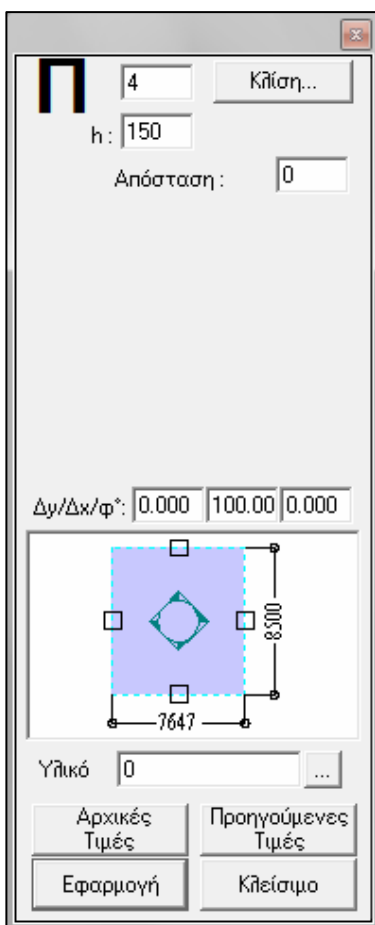 Π 4 Κλίση...
h : 150
Απόσταση : 0
Δy/Δx/φ°: 0.000 100.00 0.000
8500
7647
Υλικό 0 ...
Αρχικές Τιμές Προηγούμενες Τιμές
Εφαρμογή Κλείσιμο